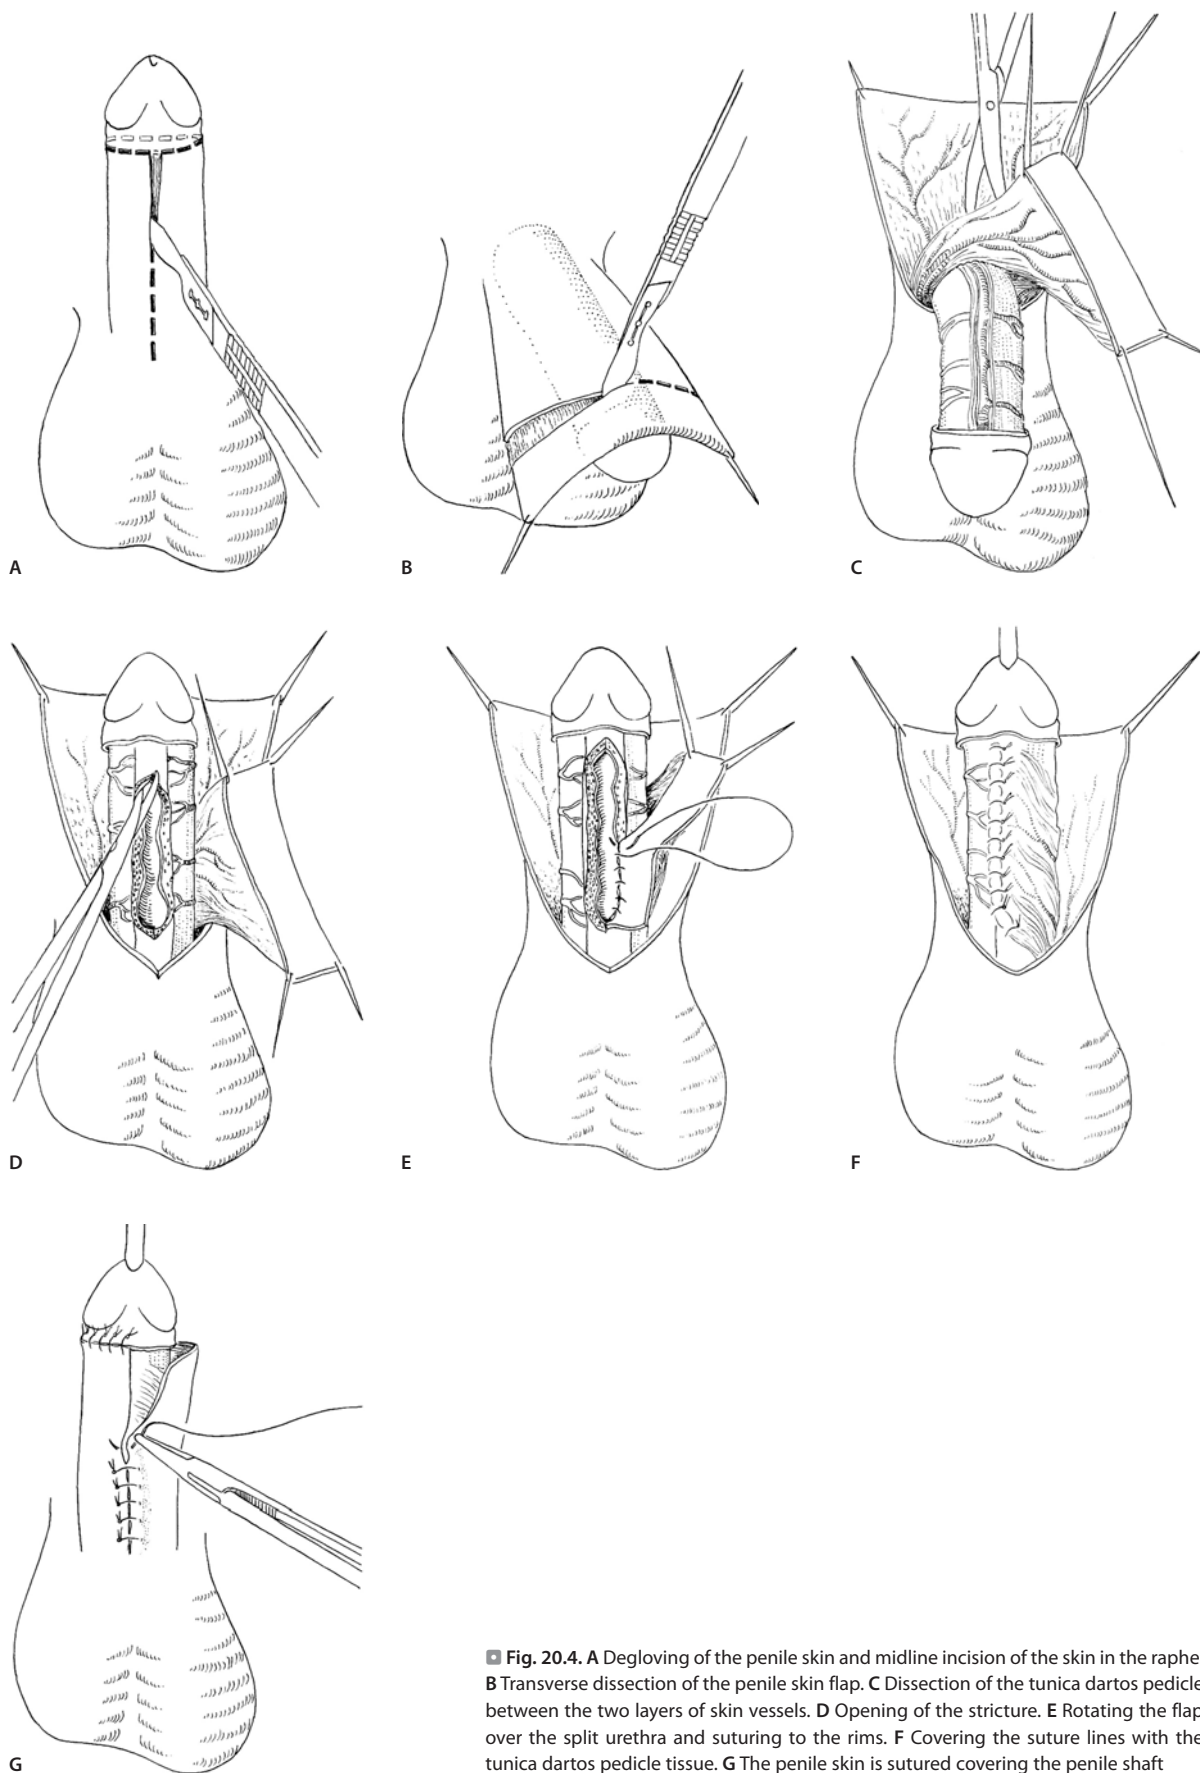 A
B
C
D
E
F
G
Fig. 20.4. A Degloving of the penile skin and midline incision of the skin in the raphe
B Transverse dissection of the penile skin flap. C Dissection of the tunica dartos pedicle
between the two layers of skin vessels. D Opening of the stricture. E Rotating the flap
over the split urethra and suturing to the rims. F Covering the suture lines with the
tunica dartos pedicle tissue. G The penile skin is sutured covering the penile shaft